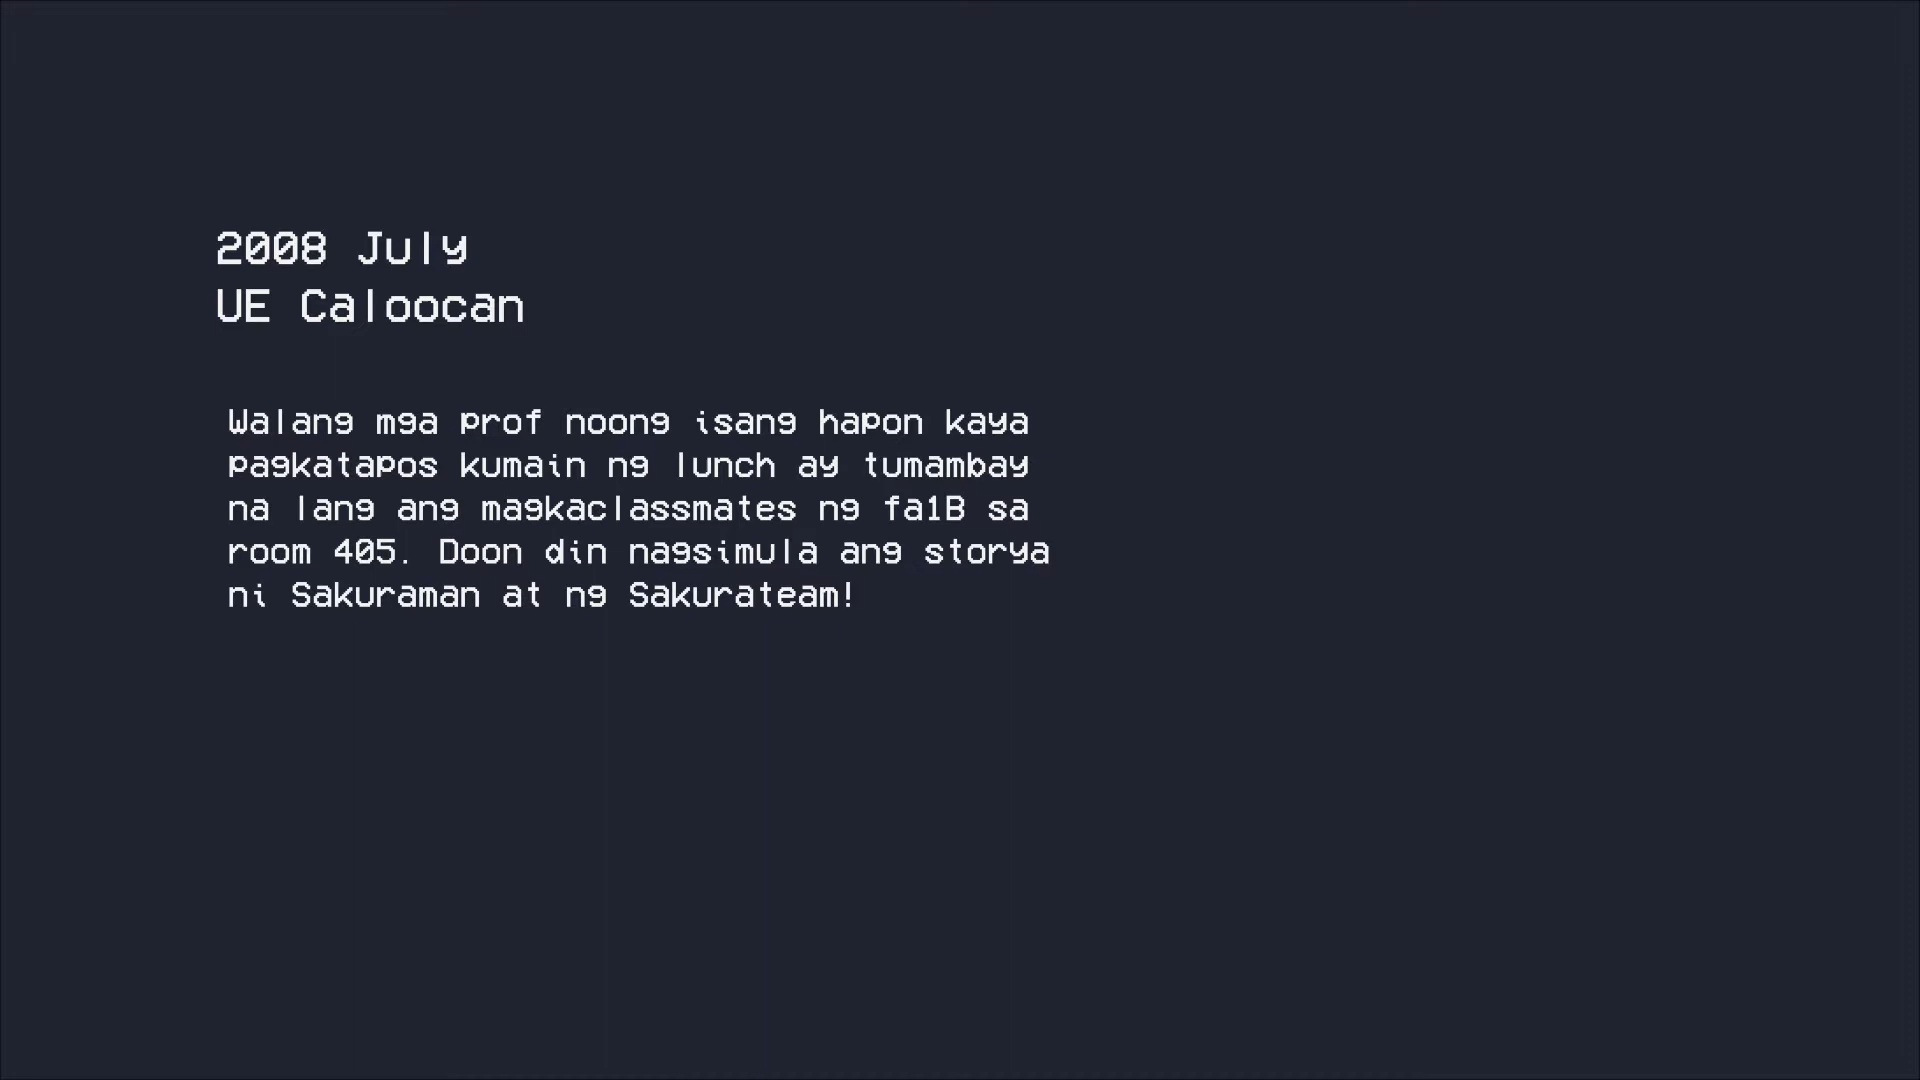 2008 July
UE Caloocan
Walang mga prof noong isang hapon kaya
pagkatapos kumain ng lunch ay tumambay
na lang ang magkaclassmates ng fa1B sa
room 405. Doon din nagsimula ang storya
ni Sakuraman at ng Sakurateam!